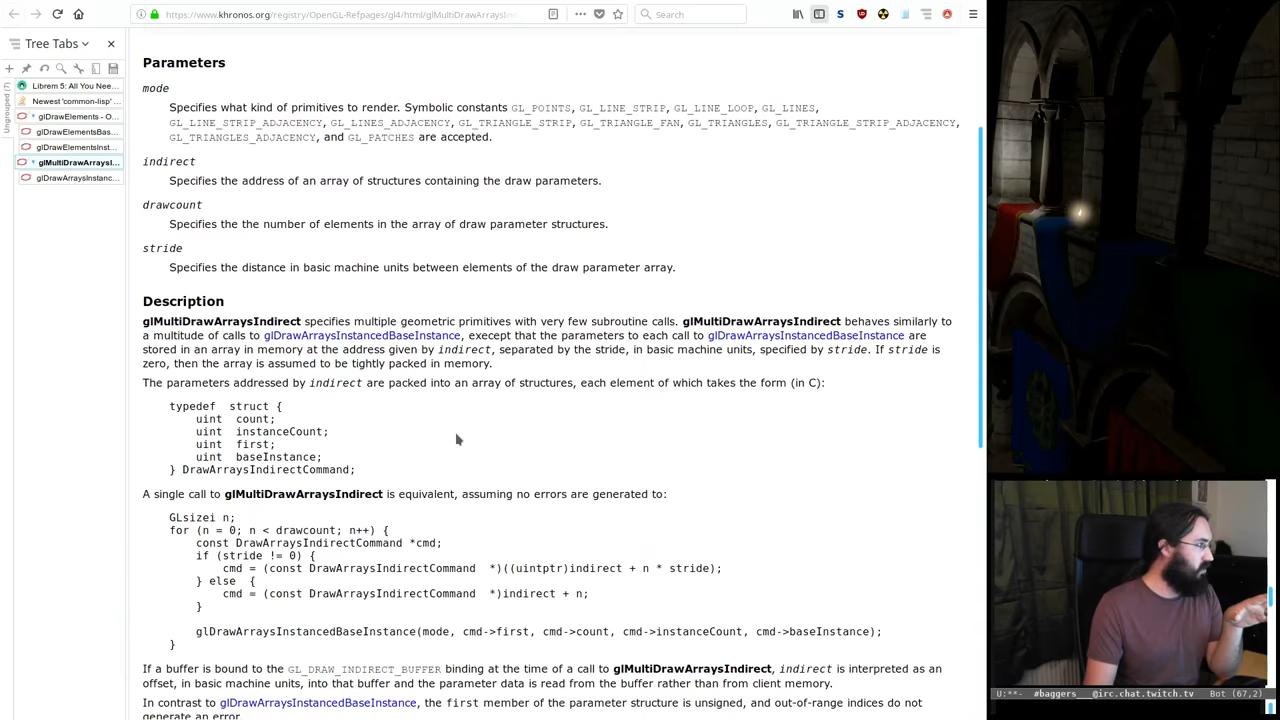 https://www.khronos.org/registry/OpenGL-Refpages/gl4/html/glMultiDrawArraysIn
Search
Tree Tabs
Ungrouped (7)
Librem 5: All You Nee…
Newest 'common-lisp' …
glDrawElements - O…
glDrawElementsBas…
glDrawElementsInst…
glMultiDrawArraysI…
glDrawArraysInstanc…
Parameters
mode
Specifies what kind of primitives to render. Symbolic constants GL_POINTS, GL_LINE_STRIP, GL_LINE_LOOP, GL_LINES,
GL_LINE_STRIP_ADJACENCY, GL_LINES_ADJACENCY, GL_TRIANGLE_STRIP, GL_TRIANGLE_FAN, GL_TRIANGLES, GL_TRIANGLE_STRIP_ADJACENCY,
GL_TRIANGLES_ADJACENCY, and GL_PATCHES are accepted.
indirect
Specifies the address of an array of structures containing the draw parameters.
drawcount
Specifies the the number of elements in the array of draw parameter structures.
stride
Specifies the distance in basic machine units between elements of the draw parameter array.
Description
glMultiDrawArraysIndirect specifies multiple geometric primitives with very few subroutine calls. glMultiDrawArraysIndirect behaves similarly to
a multitude of calls to glDrawArraysInstancedBaseInstance, execept that the parameters to each call to glDrawArraysInstancedBaseInstance are
stored in an array in memory at the address given by indirect, separated by the stride, in basic machine units, specified by stride. If stride is
zero, then the array is assumed to be tightly packed in memory.
The parameters addressed by indirect are packed into an array of structures, each element of which takes the form (in C):
typedef struct {
uint count;
uint instanceCount;
uint first;
uint baseInstance;
} DrawArraysIndirectCommand;
A single call to glMultiDrawArraysIndirect is equivalent, assuming no errors are generated to:
GLsizei n;
for (n = 0; n < drawcount; n++) {
const DrawArraysIndirectCommand *cmd;
if (stride != 0) {
cmd = (const DrawArraysIndirectCommand *)((uintptr)indirect + n * stride);
} else {
cmd = (const DrawArraysIndirectCommand *)indirect + n;
}
glDrawArraysInstancedBaseInstance(mode, cmd->first, cmd->count, cmd->instanceCount, cmd->baseInstance);
}
If a buffer is bound to the GL_DRAW_INDIRECT_BUFFER binding at the time of a call to glMultiDrawArraysIndirect, indirect is interpreted as an
offset, in basic machine units, into that buffer and the parameter data is read from the buffer rather than from client memory.
In contrast to glDrawArraysInstancedBaseInstance, the first member of the parameter structure is unsigned, and out-of-range indices do not
generate an error.
U:**- #baggers__@irc.chat.twitch.tv Bot (67,2)